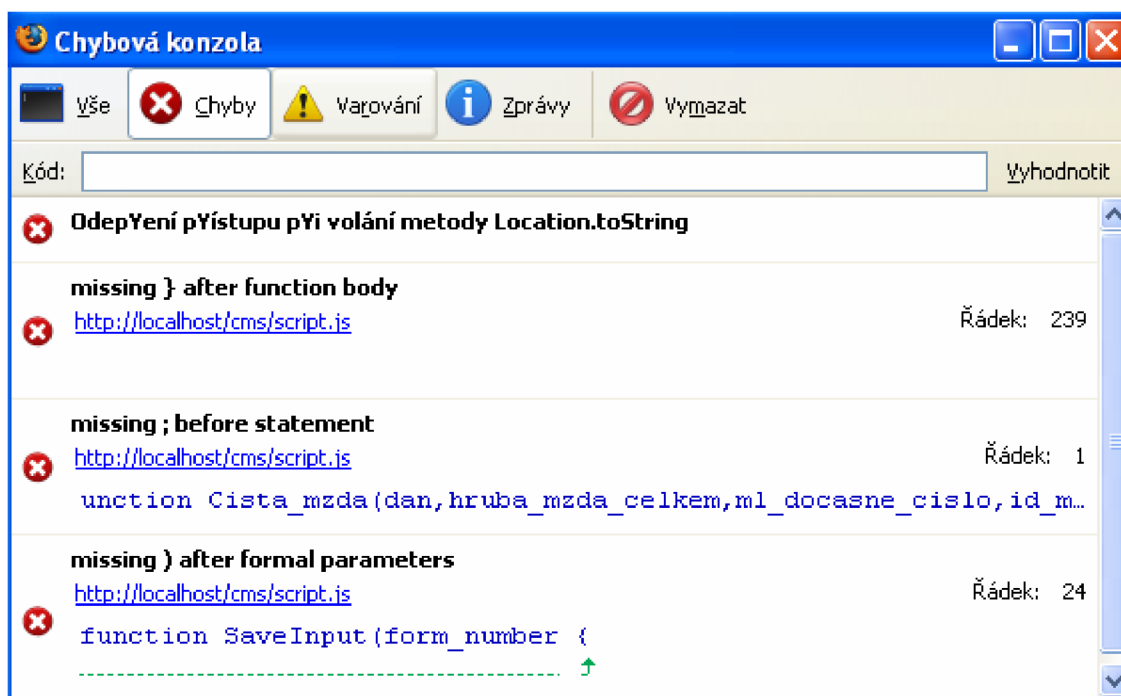 Chybová konzola
Vše Chyby Varování Zprávy Vymazat
Kód: Vyhodnotit
OdepYení pYístupu pYi volání metody Location.toString
missing } after function body
http://localhost/cms/script.js Řádek: 239
missing ; before statement
http://localhost/cms/script.js Řádek: 1
unction Cista_mzda(dan,hruba_mzda_celkem,ml_docasne_cislo,id_m…
missing ) after formal parameters
http://localhost/cms/script.js Řádek: 24
function SaveInput(form_number {